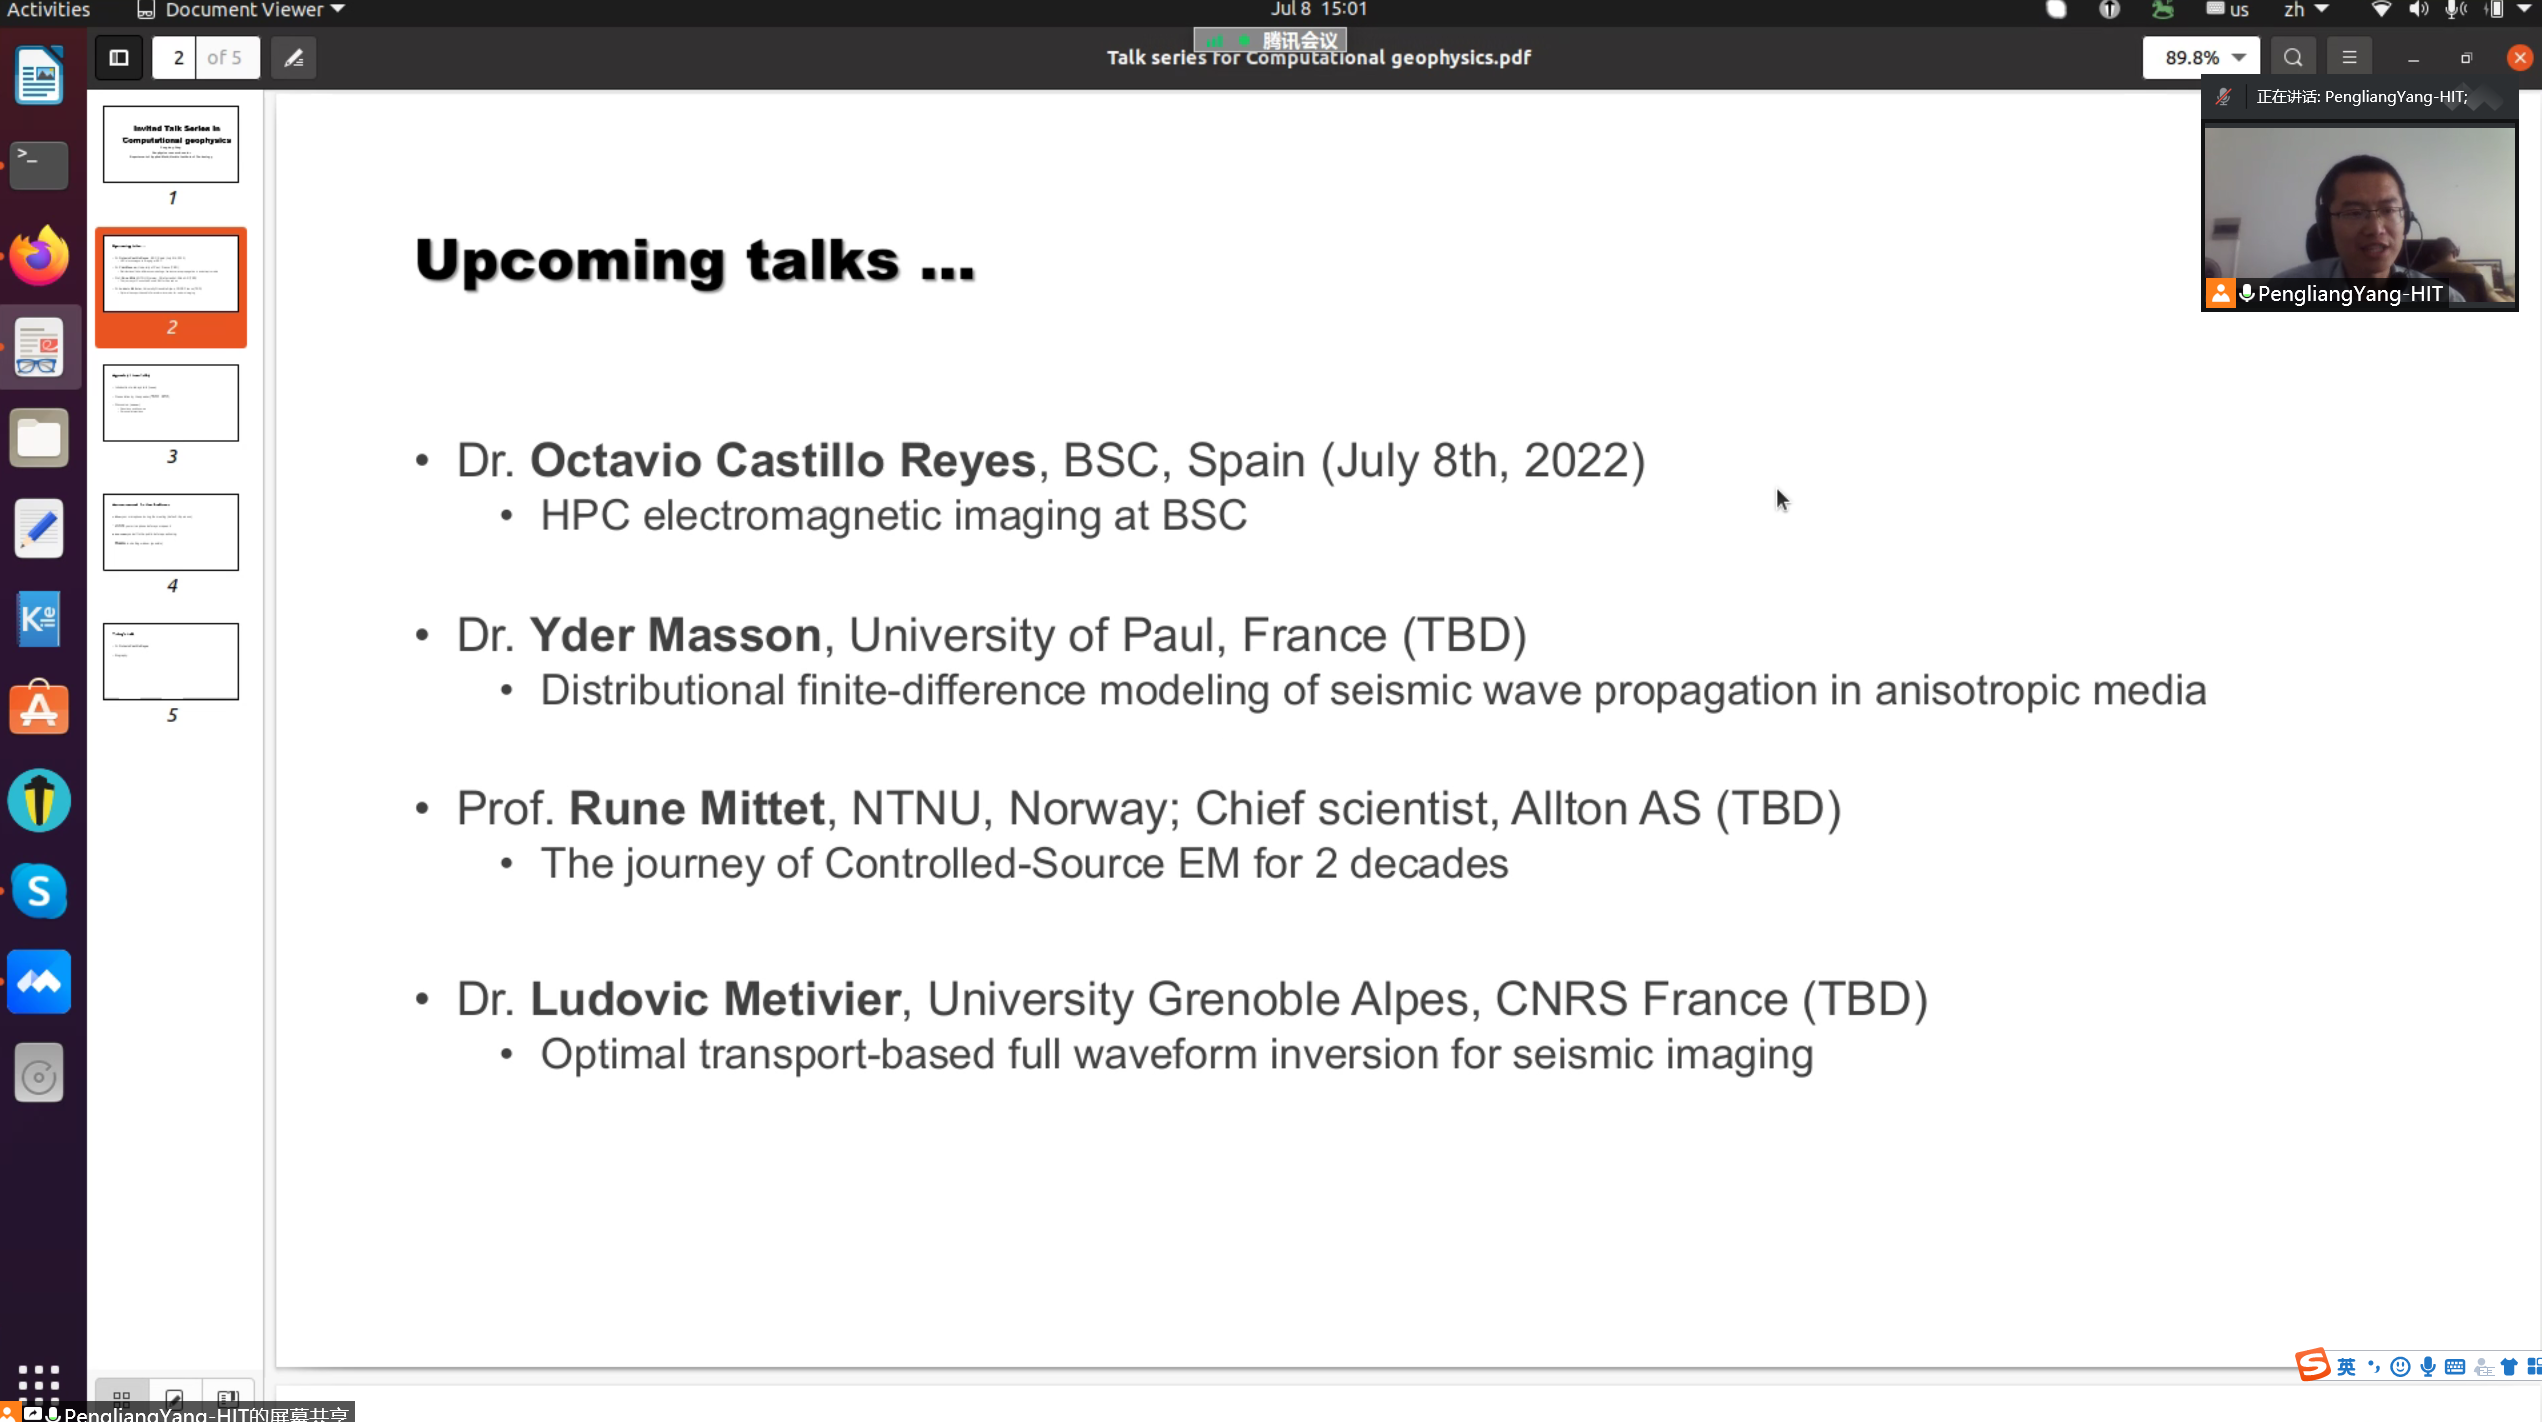 Activities
Document Viewer
Jul 8 15:01
us
zh
2
of 5
腾讯会议
Talk series for Computational geophysics.pdf
89.8%
正在讲话: PengliangYang-HIT;
PengliangYang-HIT
Invited Talk Series in
Computational geophysics
1
2
3
4
5
Upcoming talks ...
• Dr. Octavio Castillo Reyes, BSC, Spain (July 8th, 2022)
• HPC electromagnetic imaging at BSC
• Dr. Yder Masson, University of Paul, France (TBD)
• Distributional finite-difference modeling of seismic wave propagation in anisotropic media
• Prof. Rune Mittet, NTNU, Norway; Chief scientist, Allton AS (TBD)
• The journey of Controlled-Source EM for 2 decades
• Dr. Ludovic Metivier, University Grenoble Alpes, CNRS France (TBD)
• Optimal transport-based full waveform inversion for seismic imaging
英
PengliangYang-HIT的屏幕共享